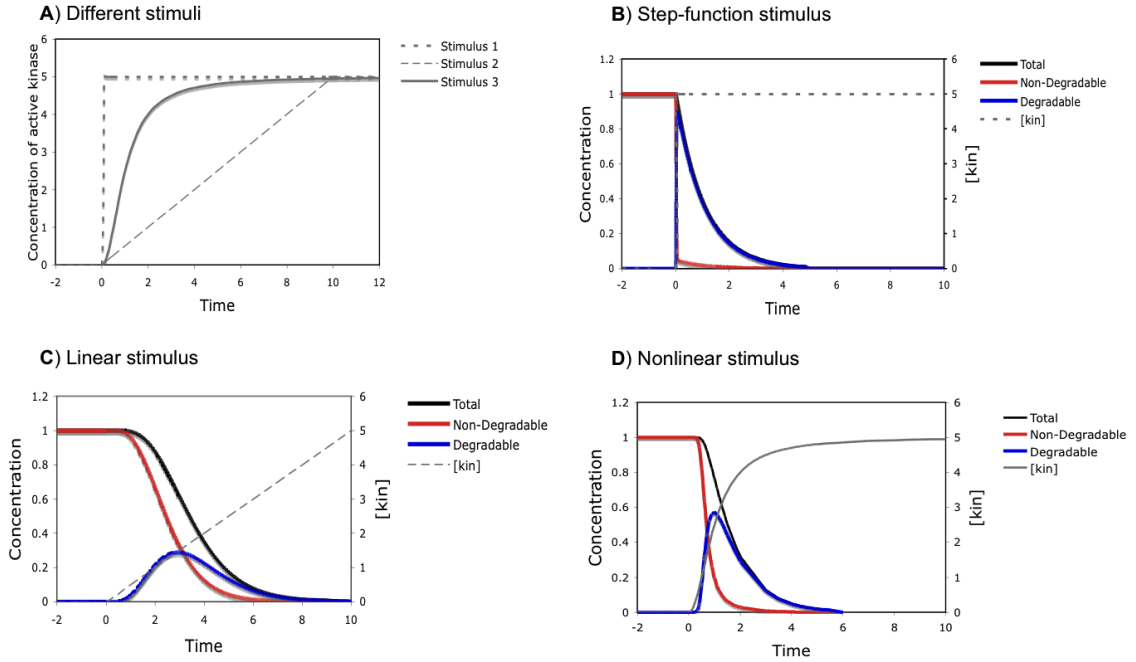 A) Different stimuli
Concentration of active kinase
6
5
4
3
2
1
0
-2 0 2 4 6 8 10 12
Time
Stimulus 1
Stimulus 2
Stimulus 3
B) Step-function stimulus
Concentration
1.2
1
0.8
0.6
0.4
0.2
0
-2 0 2 4 6 8 10
Time
6
5
4
3
2
1
0
[kin]
Total
Non-Degradable
Degradable
[kin]
C) Linear stimulus
Concentration
1.2
1
0.8
0.6
0.4
0.2
0
-2 0 2 4 6 8 10
Time
6
5
4
3
2
1
0
[kin]
Total
Non-Degradable
Degradable
[kin]
D) Nonlinear stimulus
Concentration
1.2
1
0.8
0.6
0.4
0.2
0
-2 0 2 4 6 8 10
Time
6
5
4
3
2
1
0
[kin]
Total
Non-Degradable
Degradable
[kin]